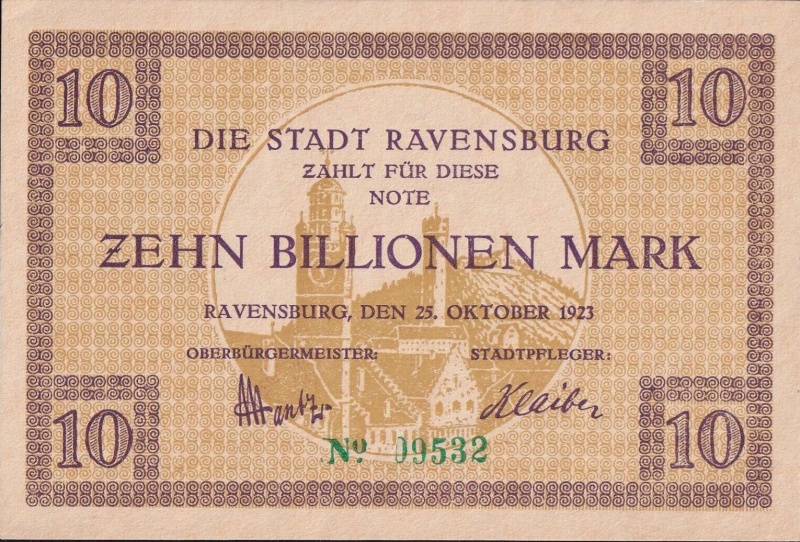 10 10
DIE STADT RAVENSBURG
ZAHLT FÜR DIESE
NOTE
ZEHN BILLIONEN MARK
RAVENSBURG, DEN 25. OKTOBER 1923
OBERBÜRGERMEISTER: STADTPFLEGER:
Klaiber
10 10
Nº 09532